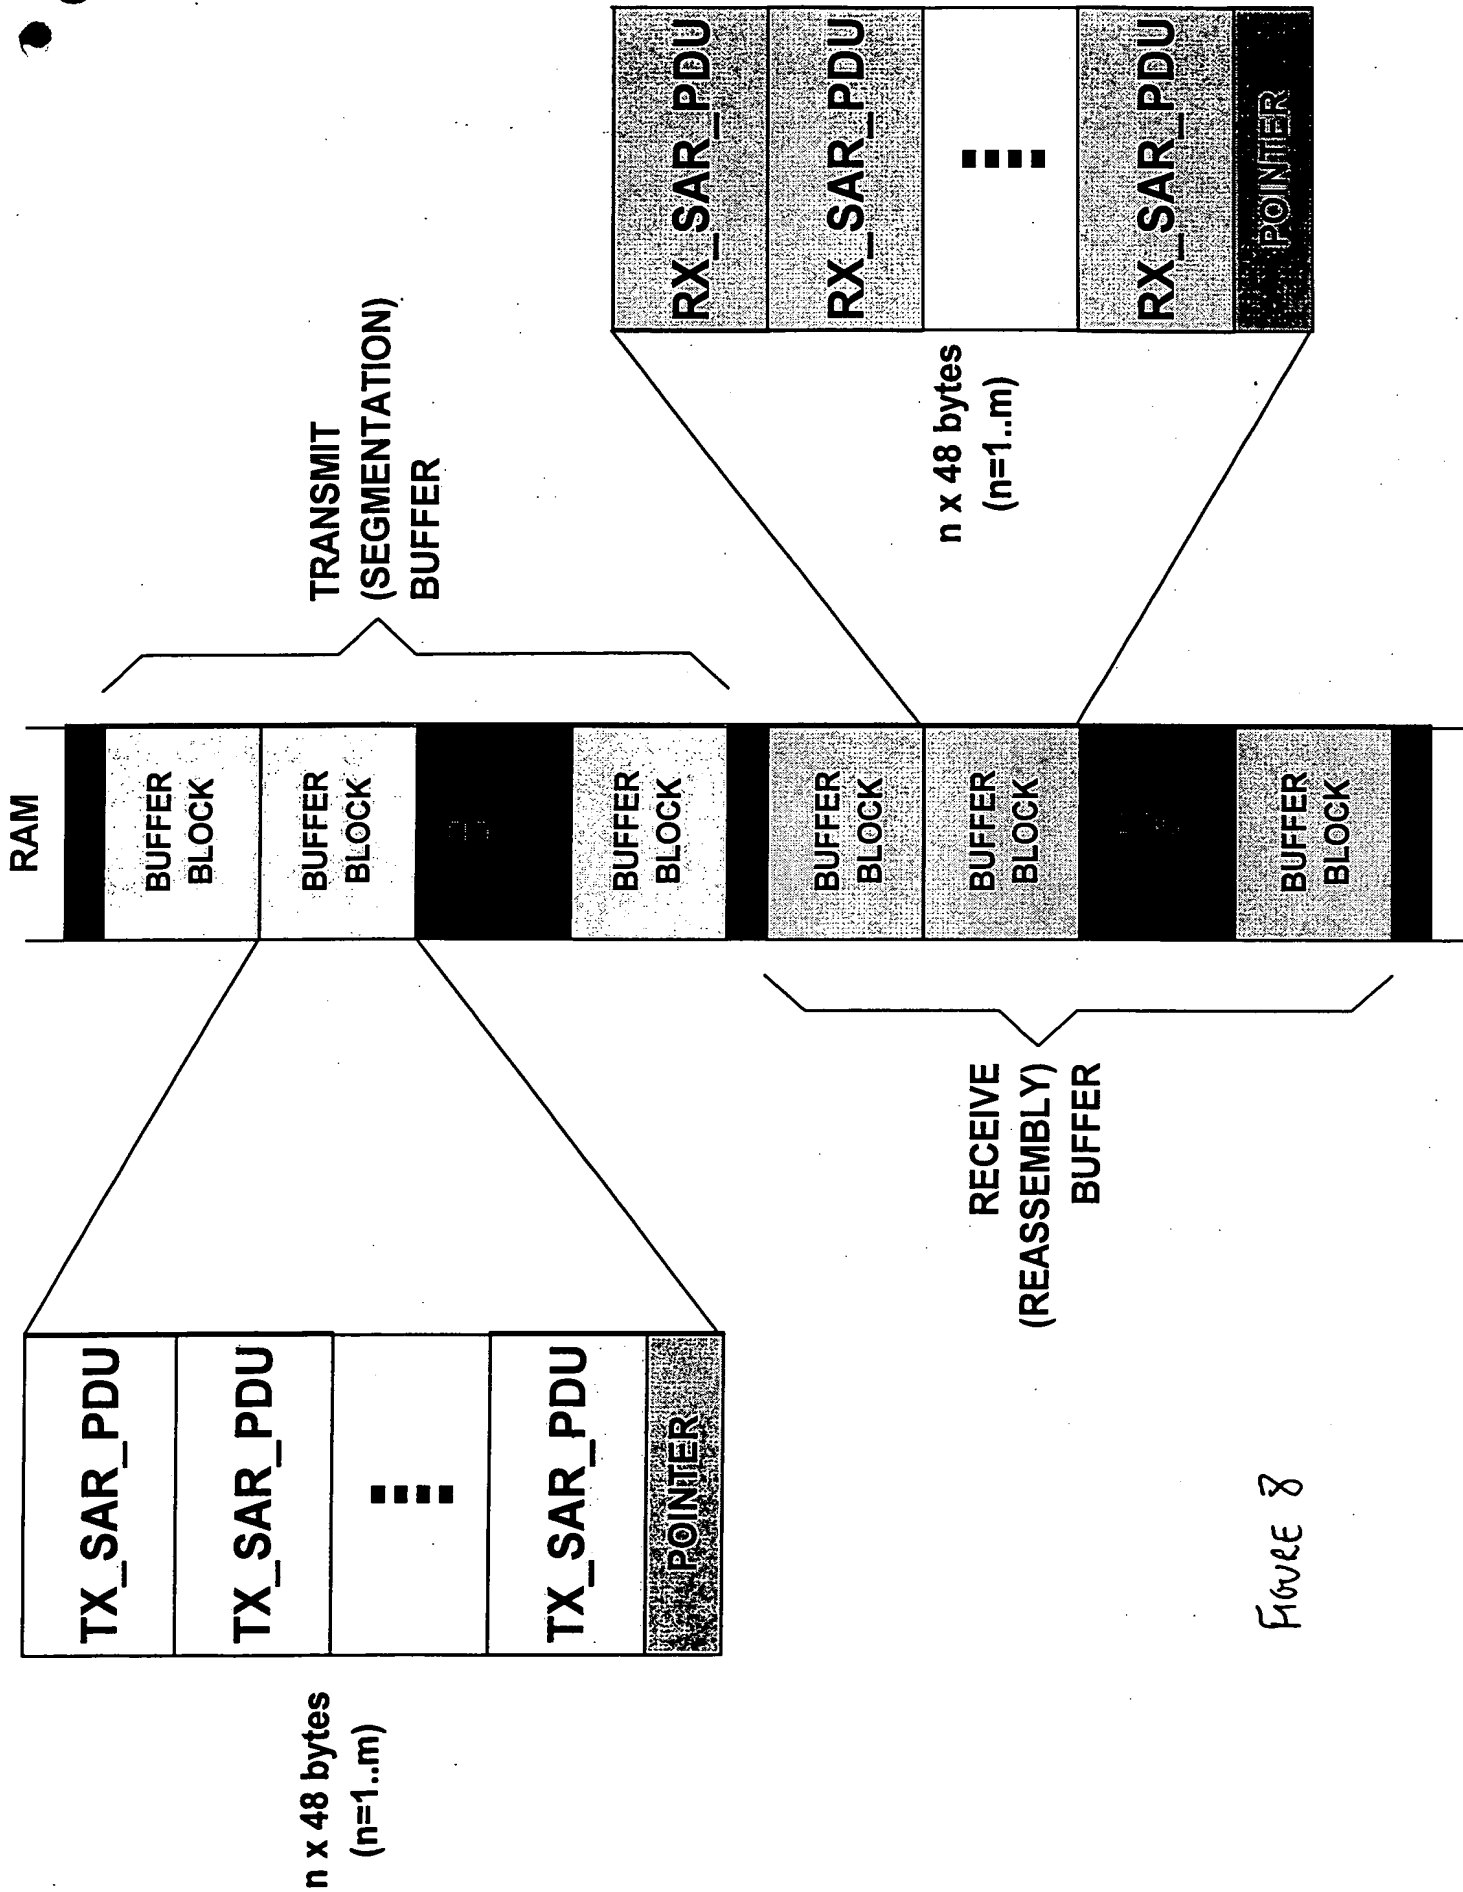 RAM
TX_SAR_PDU
TX_SAR_PDU
TX_SAR_PDU
POINTER
n x 48 bytes
(n=1..m)
BUFFER
BLOCK
BUFFER
BLOCK
BUFFER
BLOCK
BUFFER
BLOCK
BUFFER
BLOCK
BUFFER
BLOCK
TRANSMIT
(SEGMENTATION)
BUFFER
RECEIVE
(REASSEMBLY)
BUFFER
RX_SAR_PDU
RX_SAR_PDU
RX_SAR_PDU
POINTER
n x 48 bytes
(n=1..m)
FIGURE 8